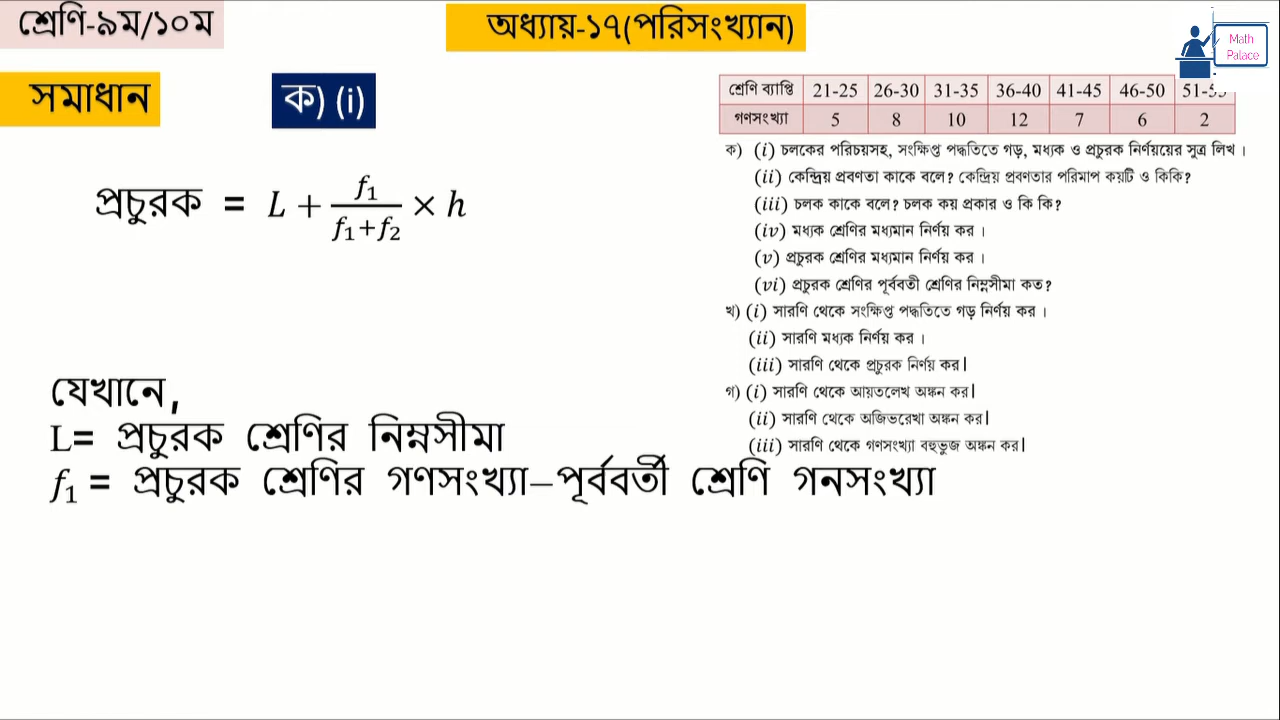 শ্রেণি-৯ম/১০ম
অধ্যায়-১৭(পরিসংখ্যান)
Math
Palace
সমাধান
ক) (i)
প্রচুরক = L + f₁/(f₁+f₂) × h
শ্রেণি ব্যাপ্তি 21-25 26-30 31-35 36-40 41-45 46-50 51-55
গণসংখ্যা 5 8 10 12 7 6 2
ক) (i) চলকের পরিচয়সহ, সংক্ষিপ্ত পদ্ধতিতে গড়, মধ্যক ও প্রচুরক নির্ণয়ের সুত্র লিখ।
(ii) কেন্দ্রিয় প্রবণতা কাকে বলে? কেন্দ্রিয় প্রবণতার পরিমাপ কয়টি ও কিকি?
(iii) চলক কাকে বলে? চলক কয় প্রকার ও কি কি?
(iv) মধ্যক শ্রেণির মধ্যমান নির্ণয় কর।
(v) প্রচুরক শ্রেণির মধ্যমান নির্ণয় কর।
(vi) প্রচুরক শ্রেণির পূর্ববতী শ্রেণির নিম্নসীমা কত?
খ) (i) সারণি থেকে সংক্ষিপ্ত পদ্ধতিতে গড় নির্ণয় কর।
(ii) সারণি মধ্যক নির্ণয় কর।
(iii) সারণি থেকে প্রচুরক নির্ণয় কর|
গ) (i) সারণি থেকে আয়তলেখ অঙ্কন কর|
(ii) সারণি থেকে অজিভরেখা অঙ্কন কর|
(iii) সারণি থেকে গণসংখ্যা বহুভুজ অঙ্কন কর|
যেখানে,
L= প্রচুরক শ্রেণির নিম্নসীমা
f₁ = প্রচুরক শ্রেণির গণসংখ্যা–পূর্ববর্তী শ্রেণি গনসংখ্যা